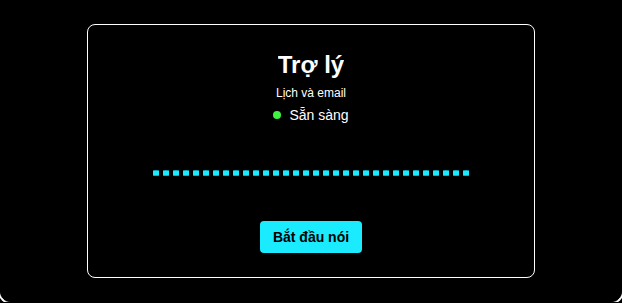 Trợ lý
Lịch và email
Sẵn sàng
Bắt đầu nói